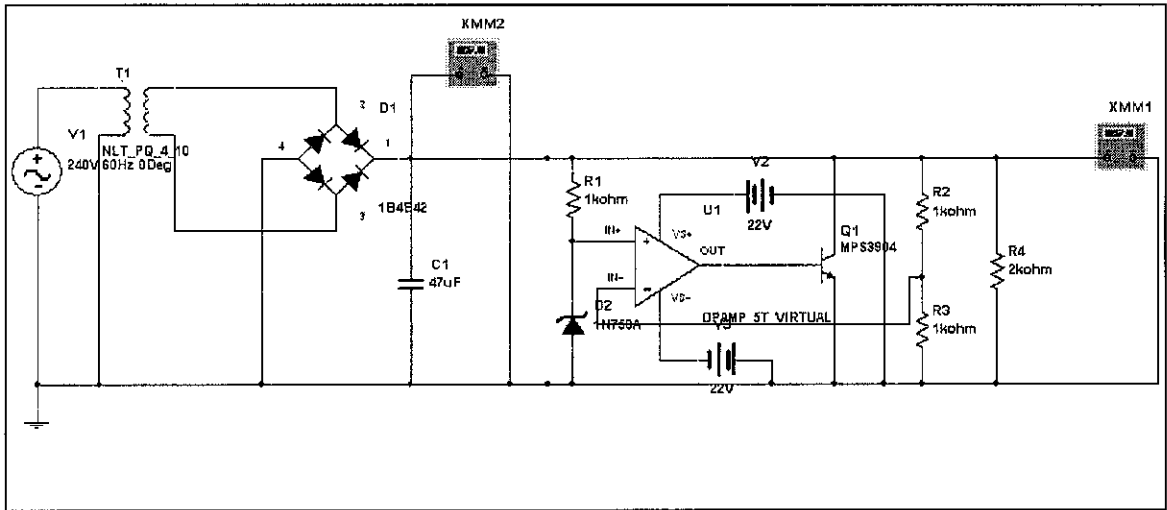 XMM2
T1
V1
NLT_PQ_4_10
240V 60Hz 0Deg
2
D1
4
1
3
1B4B42
C1
47uF
XMM1
R1
1kohm
V2
22V
U1
IN+
VS+
OUT
IN-
VS-
Q1
MPS3904
R2
1kohm
R4
2kohm
D2
OPAMP_5T_VIRTUAL
V3
22V
R3
1kohm